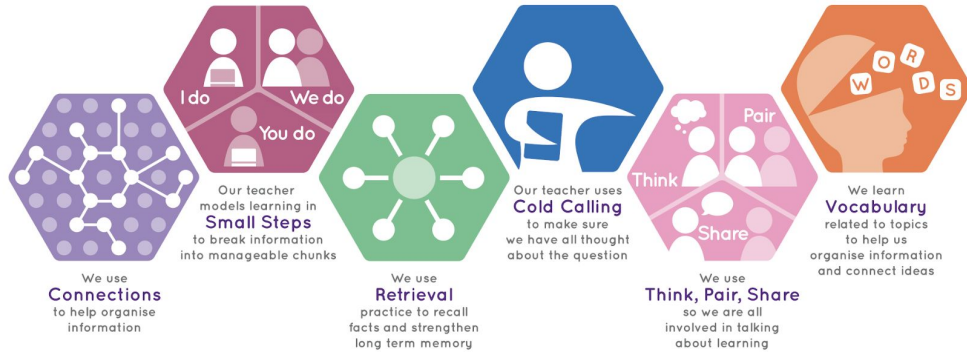 We use
Connections
to help organise
information
I do
We do
You do
Our teacher
models learning in
Small Steps
to break information
into manageable chunks
We use
Retrieval
practice to recall
facts and strengthen
long term memory
Our teacher uses
Cold Calling
to make sure
we have all thought
about the question
Think
Pair
Share
We use
Think, Pair, Share
so we are all
involved in talking
about learning
W O R D S
We learn
Vocabulary
related to topics
to help us
organise information
and connect ideas